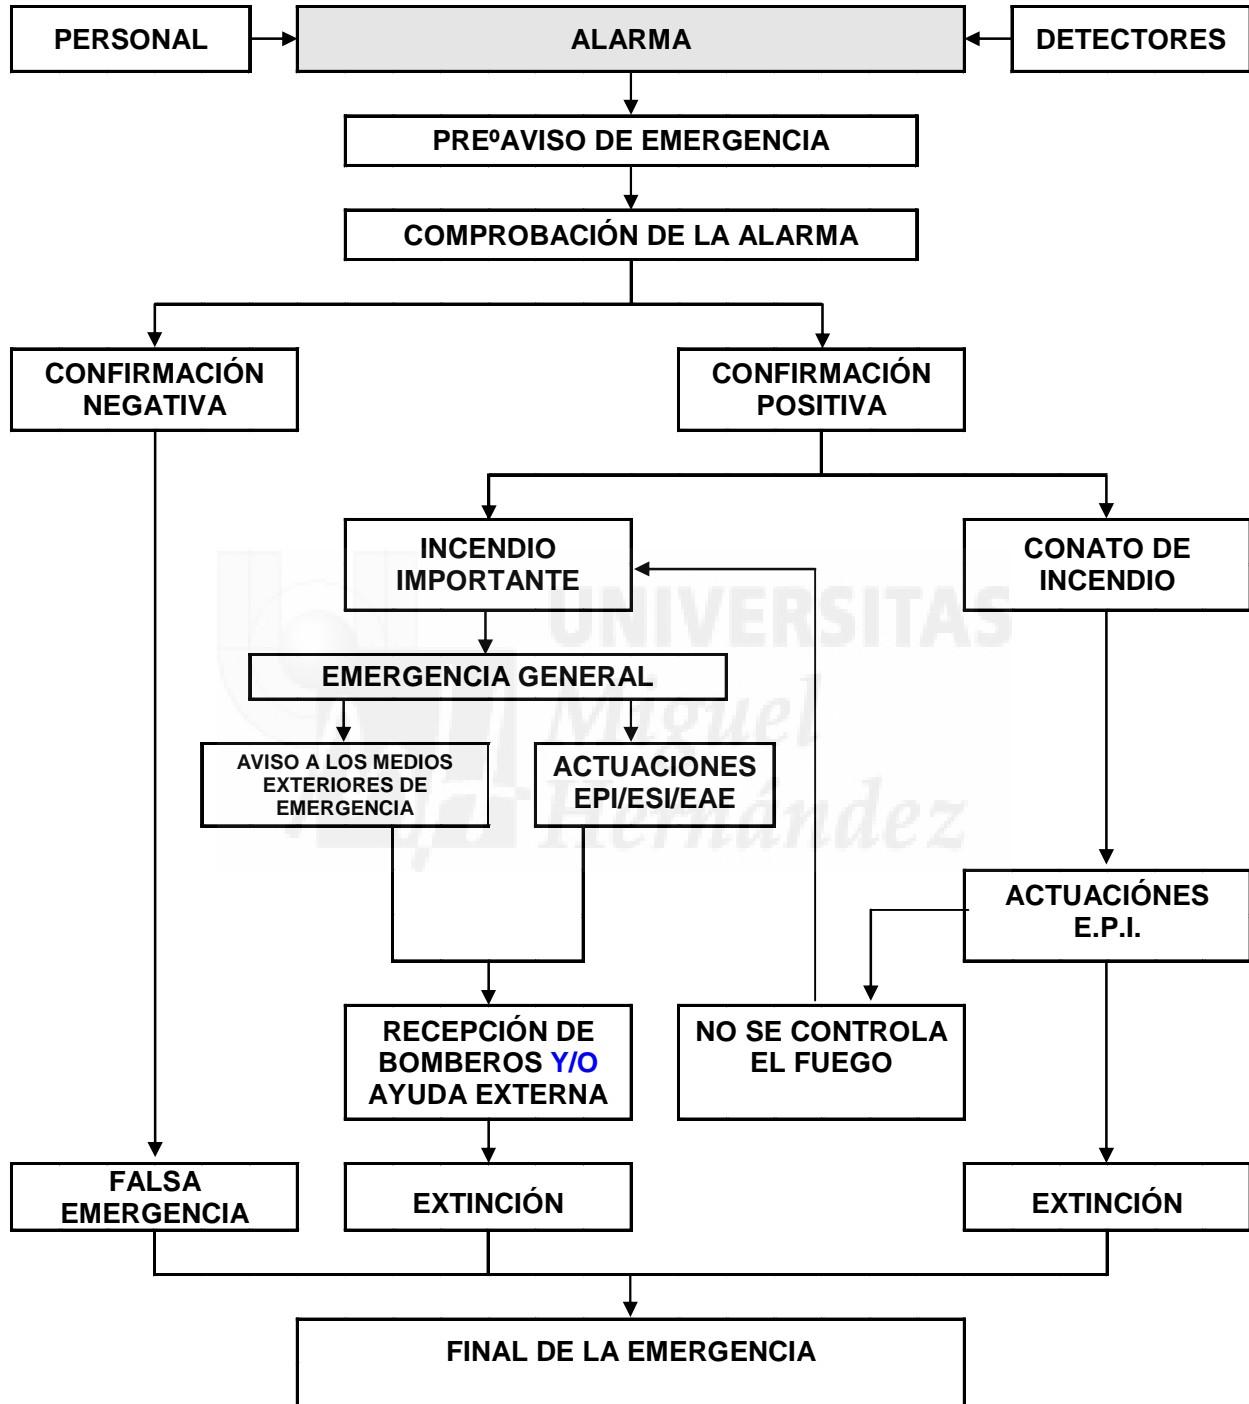 PERSONAL
ALARMA
DETECTORES
PREºAVISO DE EMERGENCIA
COMPROBACIÓN DE LA ALARMA
CONFIRMACIÓN
NEGATIVA
CONFIRMACIÓN
POSITIVA
INCENDIO
IMPORTANTE
CONATO DE
INCENDIO
UNIVERSITAS
Miguel
Hernández
EMERGENCIA GENERAL
AVISO A LOS MEDIOS
EXTERIORES DE
EMERGENCIA
ACTUACIONES
EPI/ESI/EAE
ACTUACIÓNES
E.P.I.
RECEPCIÓN DE
BOMBEROS Y/O
AYUDA EXTERNA
NO SE CONTROLA
EL FUEGO
FALSA
EMERGENCIA
EXTINCIÓN
EXTINCIÓN
FINAL DE LA EMERGENCIA